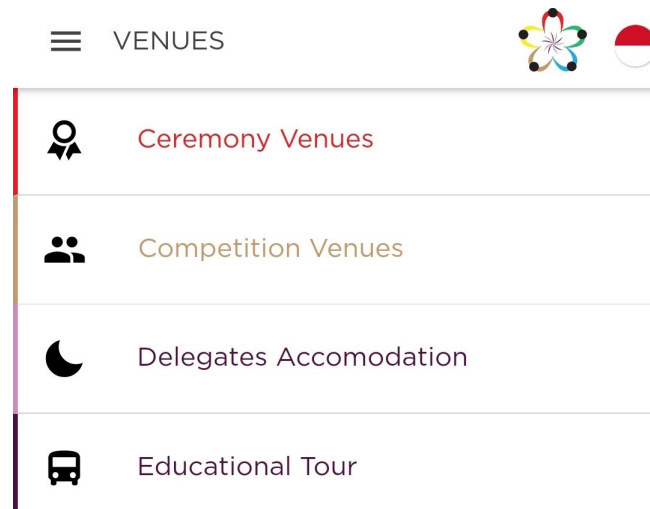 VENUES
Ceremony Venues
Competition Venues
Delegates Accomodation
Educational Tour